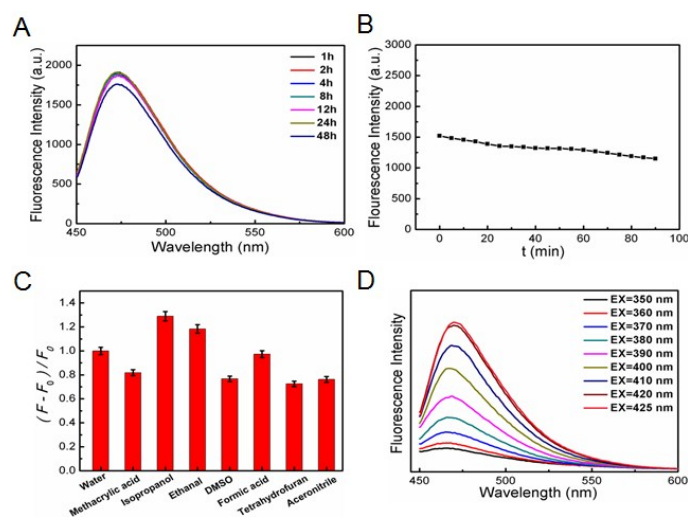 A
Fluorescence Intensity (a.u.)
2000
1500
1000
500
0
450
500
550
600
Wavelength (nm)
1h
2h
4h
8h
12h
24h
48h
B
Flourescence Intensity (a.u.)
3000
2500
2000
1500
1000
500
0
0
20
40
60
80
100
t (min)
C
(F - F0) / F0
1.4
1.2
1.0
0.8
0.6
0.4
0.2
0.0
Water
Methacrylic acid
Isopropanol
Ethanal
DMSO
Formic acid
Tetrahydrofuran
Aceronitrile
D
Fluorescence Intensity
450
500
550
600
Wavelength (nm)
EX=350 nm
EX=360 nm
EX=370 nm
EX=380 nm
EX=390 nm
EX=400 nm
EX=410 nm
EX=420 nm
EX=425 nm